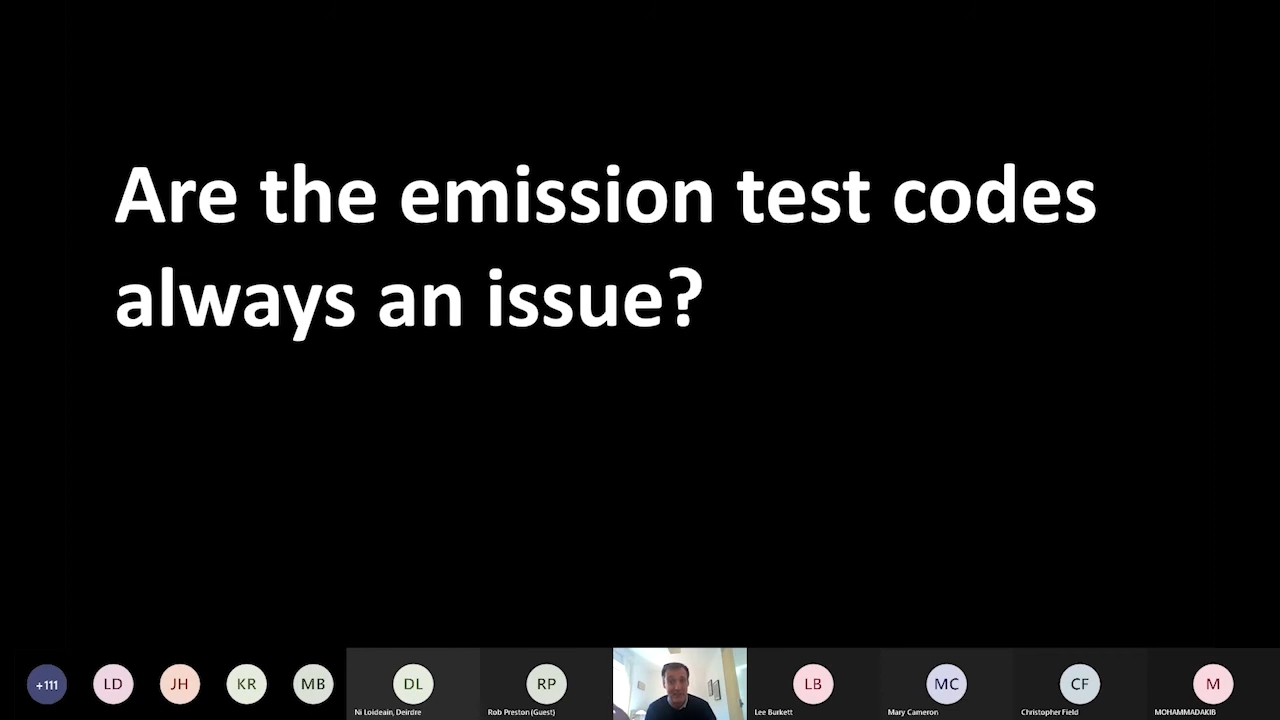 Are the emission test codes
always an issue?
+111
LD
JH
KR
MB
DL
RP
LB
MC
CF
M
Ni Loideain, Deirdre
Rob Preston (Guest)
Lee Burkett
Mary Cameron
Christopher Field
MOHAMMADAKIB